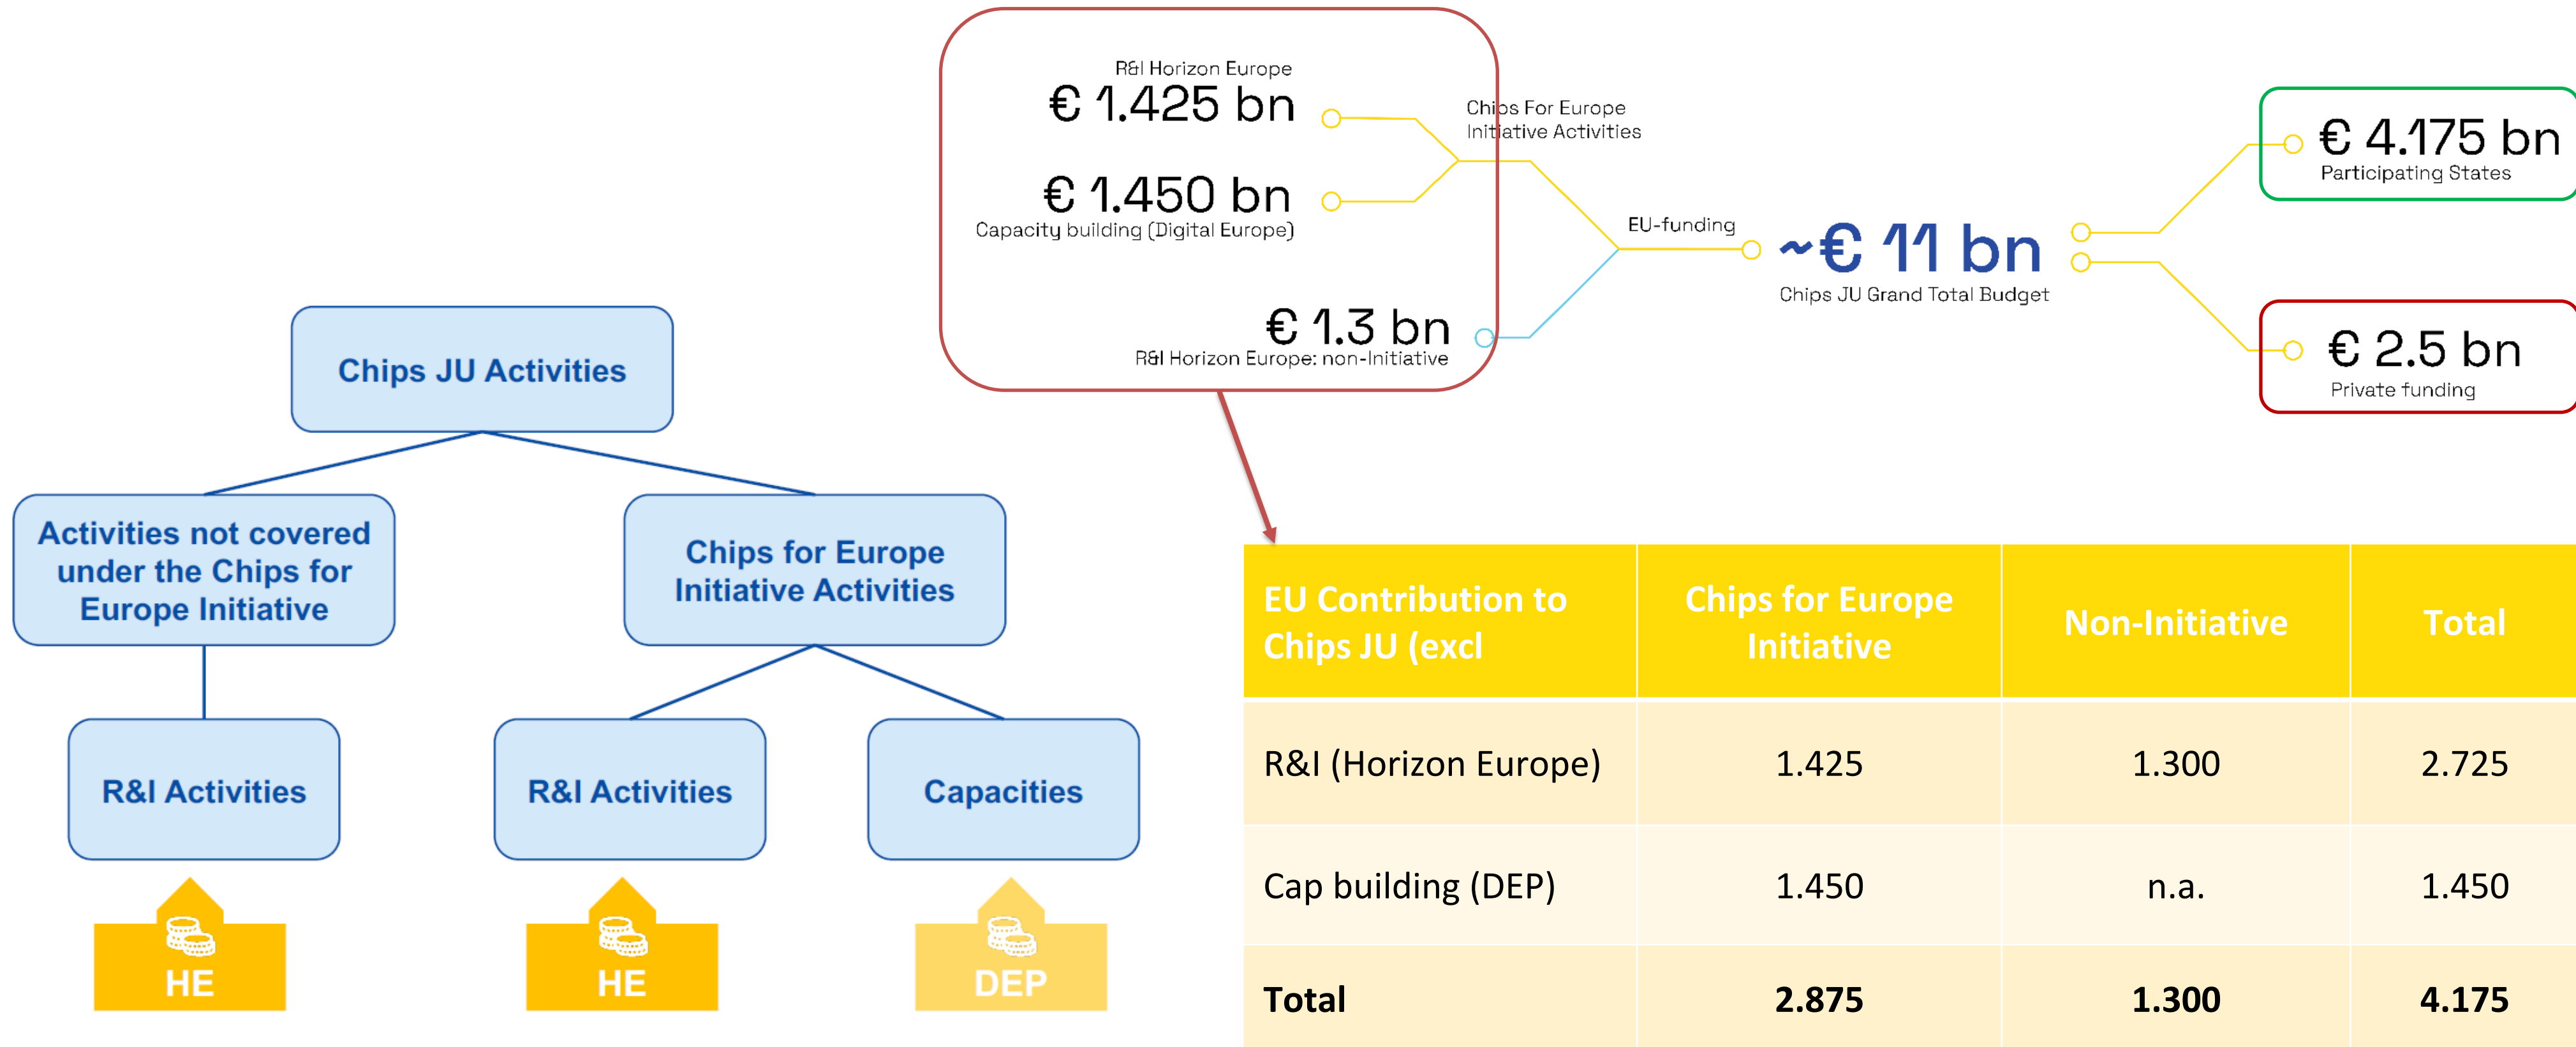 R&I Horizon Europe
€ 1.425 bn
€ 1.450 bn
Capacity building (Digital Europe)
€ 1.3 bn
R&I Horizon Europe: non-Initiative
Chips For Europe
Initiative Activities
EU-funding
~€ 11 bn
Chips JU Grand Total Budget
€ 4.175 bn
Participating States
€ 2.5 bn
Private funding
Chips JU Activities
Activities not covered
under the Chips for
Europe Initiative
Chips for Europe
Initiative Activities
R&I Activities
R&I Activities
Capacities
HE
HE
DEP
EU Contribution to
Chips JU (excl
Chips for Europe
Initiative
Non-Initiative
Total
R&I (Horizon Europe) 1.425 1.300 2.725
Cap building (DEP) 1.450 n.a. 1.450
Total 2.875 1.300 4.175